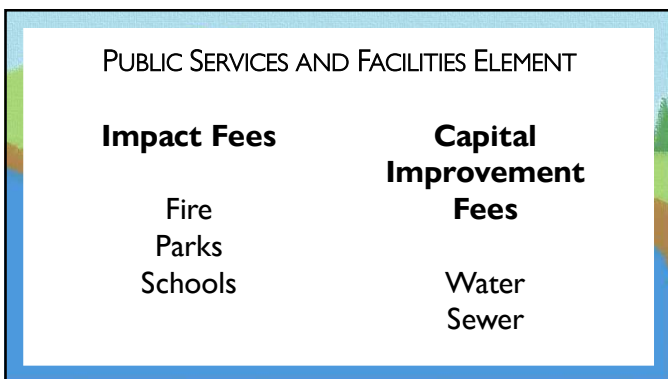 PUBLIC SERVICES AND FACILITIES ELEMENT
Impact Fees
Fire
Parks
Schools
Capital
Improvement
Fees
Water
Sewer